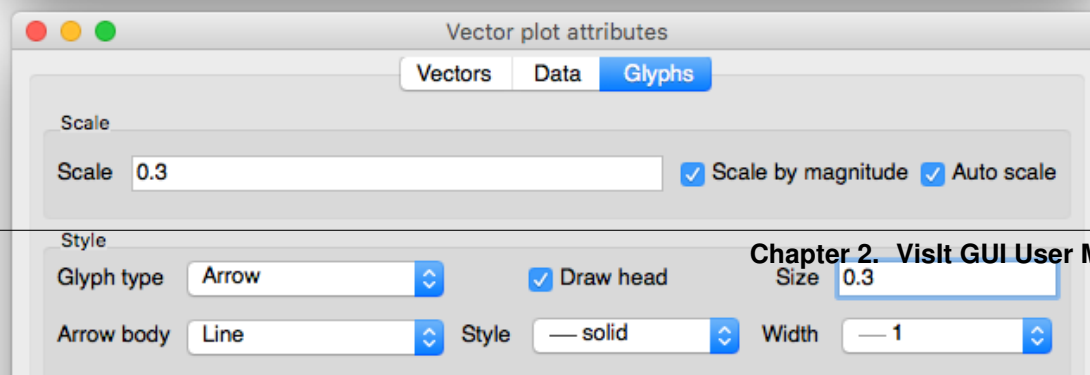 Vector plot attributes
Vectors Data Glyphs
Scale
Scale 0.3 Scale by magnitude Auto scale
Style
Chapter 2. VisIt GUI User
Glyph type Arrow Draw head Size 0.3
Arrow body Line Style solid Width 1